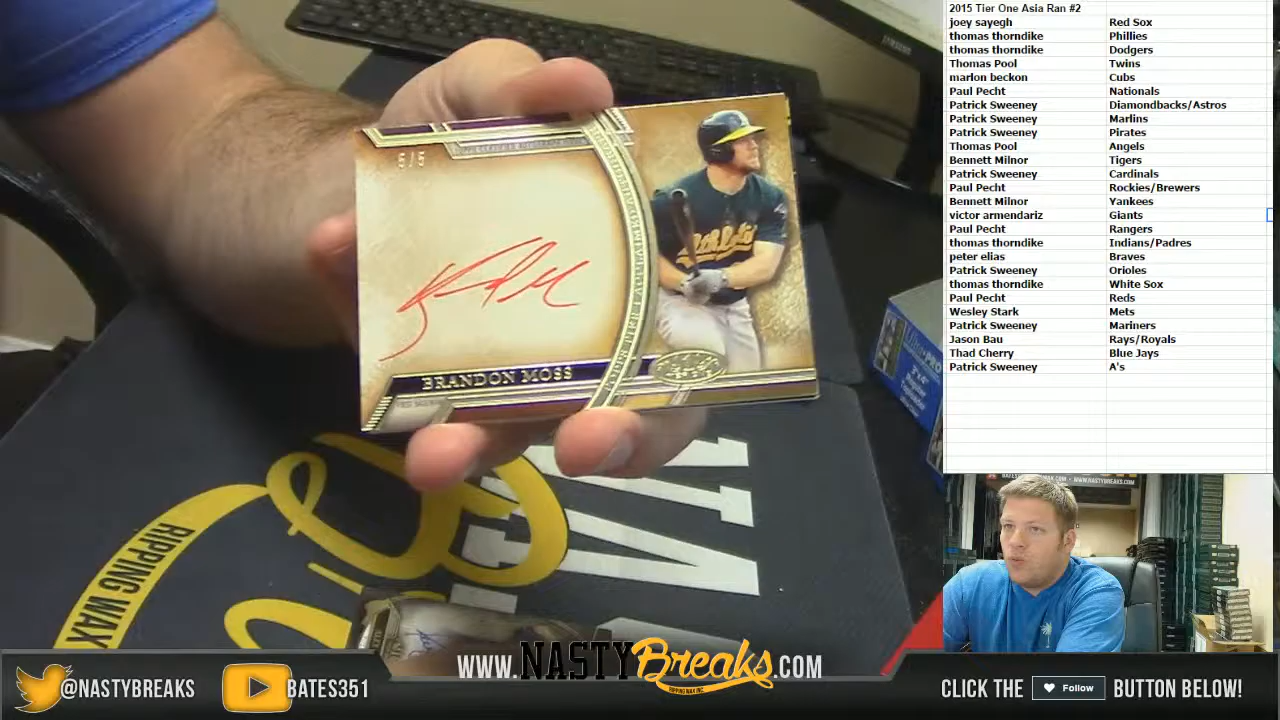 2015 Tier One Asia Ran #2
joey sayegh Red Sox
thomas thorndike Phillies
thomas thorndike Dodgers
Thomas Pool Twins
marlon beckon Cubs
Paul Pecht Nationals
Patrick Sweeney Diamondbacks/Astros
Patrick Sweeney Marlins
Patrick Sweeney Pirates
Thomas Pool Angels
Bennett Milnor Tigers
Patrick Sweeney Cardinals
Paul Pecht Rockies/Brewers
Bennett Milnor Yankees
victor armendariz Giants
Paul Pecht Rangers
thomas thorndike Indians/Padres
peter elias Braves
Patrick Sweeney Orioles
thomas thorndike White Sox
Paul Pecht Reds
Wesley Stark Mets
Patrick Sweeney Mariners
Jason Bau Rays/Royals
Thad Cherry Blue Jays
Patrick Sweeney A's
SAMSUNG
5/5
Athletics
BRANDON MOSS
RIPPING WAX
WWW.NASTYBreaks.COM
RIPPING WAX INC.
@NASTYBREAKS
BATES351
CLICK THE Follow BUTTON BELOW!